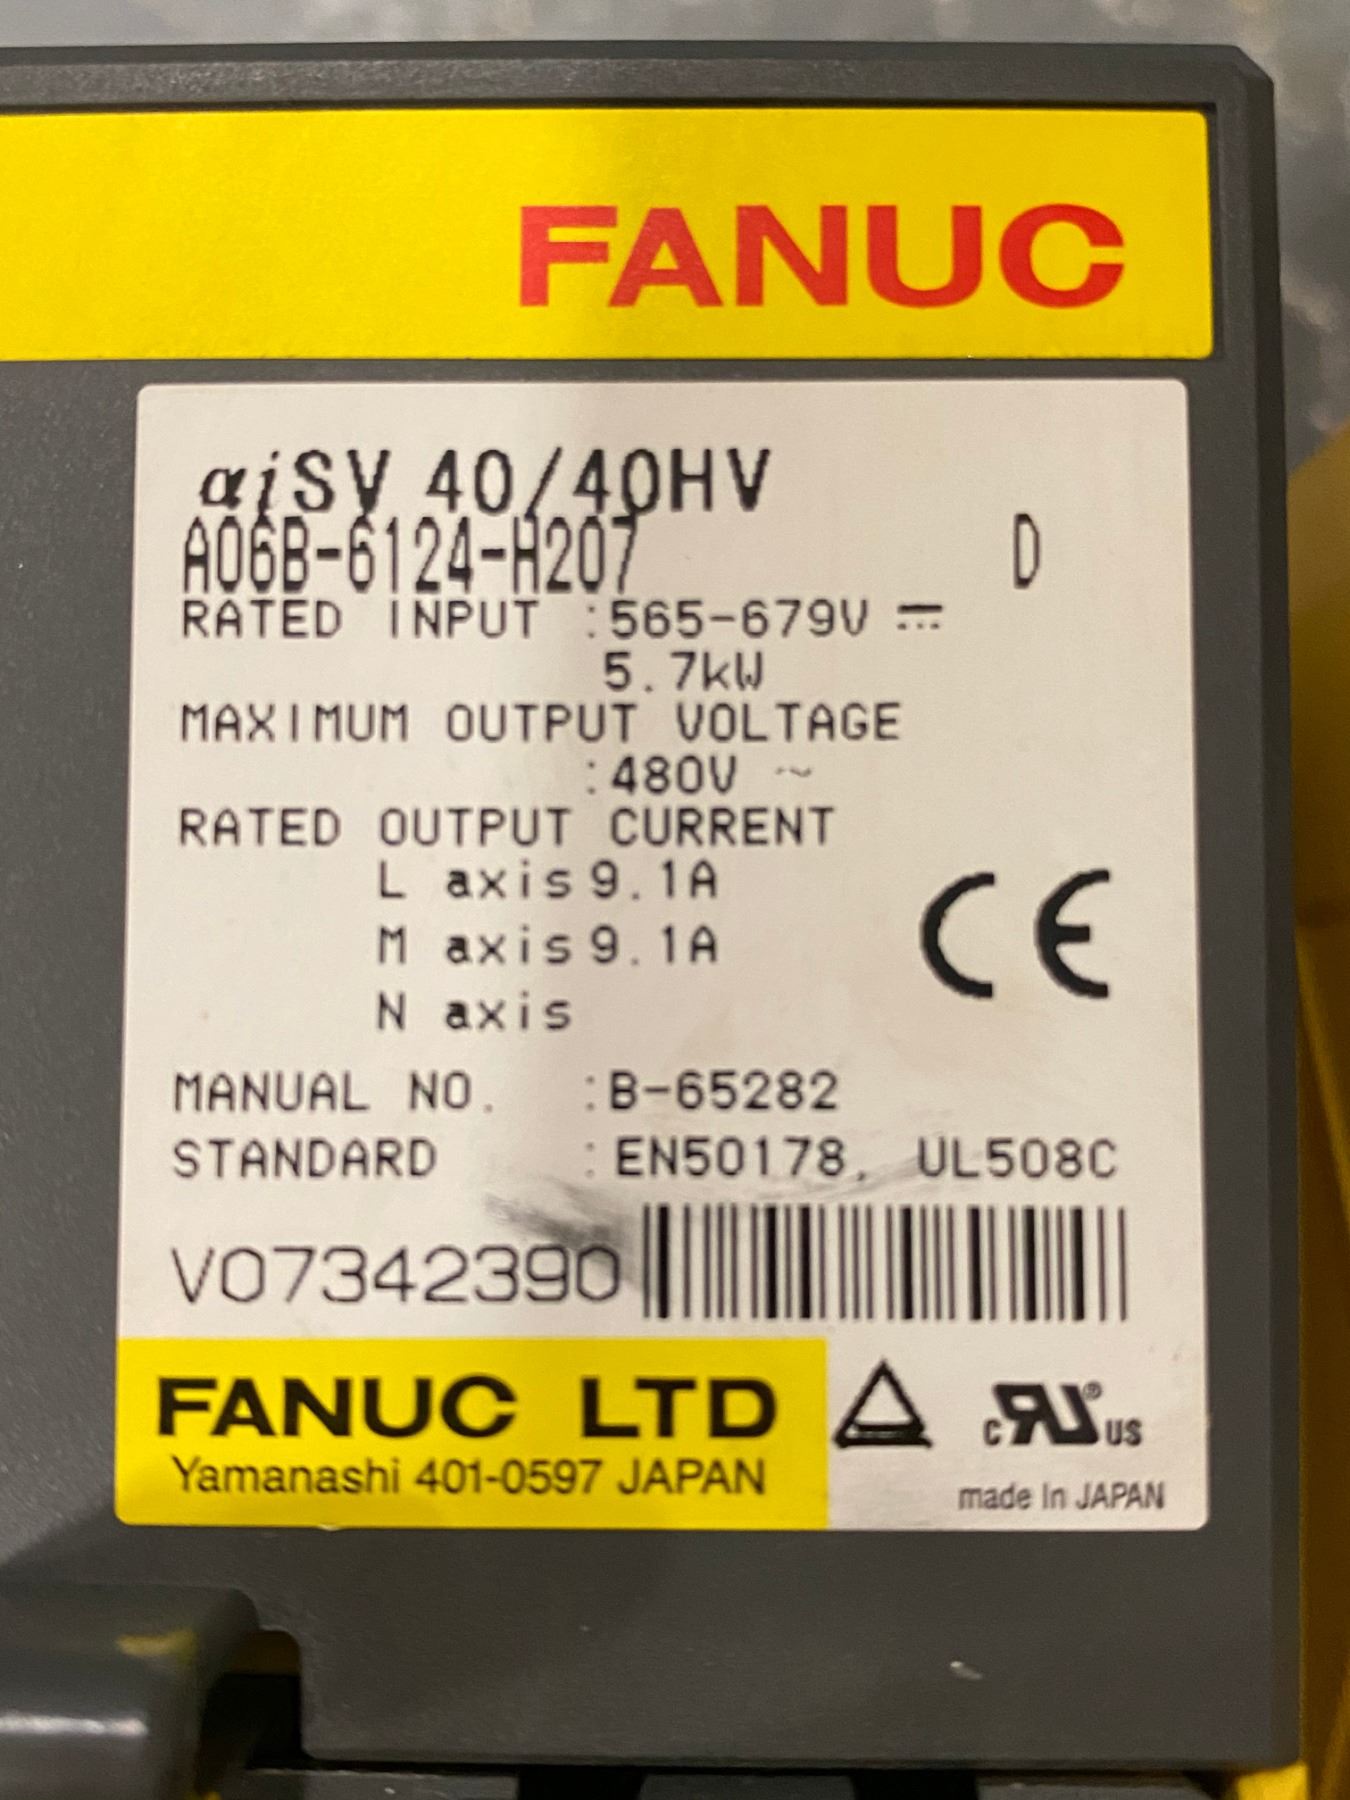 FANUC
αiSV 40/40HV
A06B-6124-H207 D
RATED INPUT :565-679V ⎓
5.7kW
MAXIMUM OUTPUT VOLTAGE
:480V ~
RATED OUTPUT CURRENT
L axis 9.1A
M axis 9.1A
N axis
CE
MANUAL NO. :B-65282
STANDARD :EN50178, UL508C
V07342390
FANUC LTD
Yamanashi 401-0597 JAPAN
c RU® US
made In JAPAN